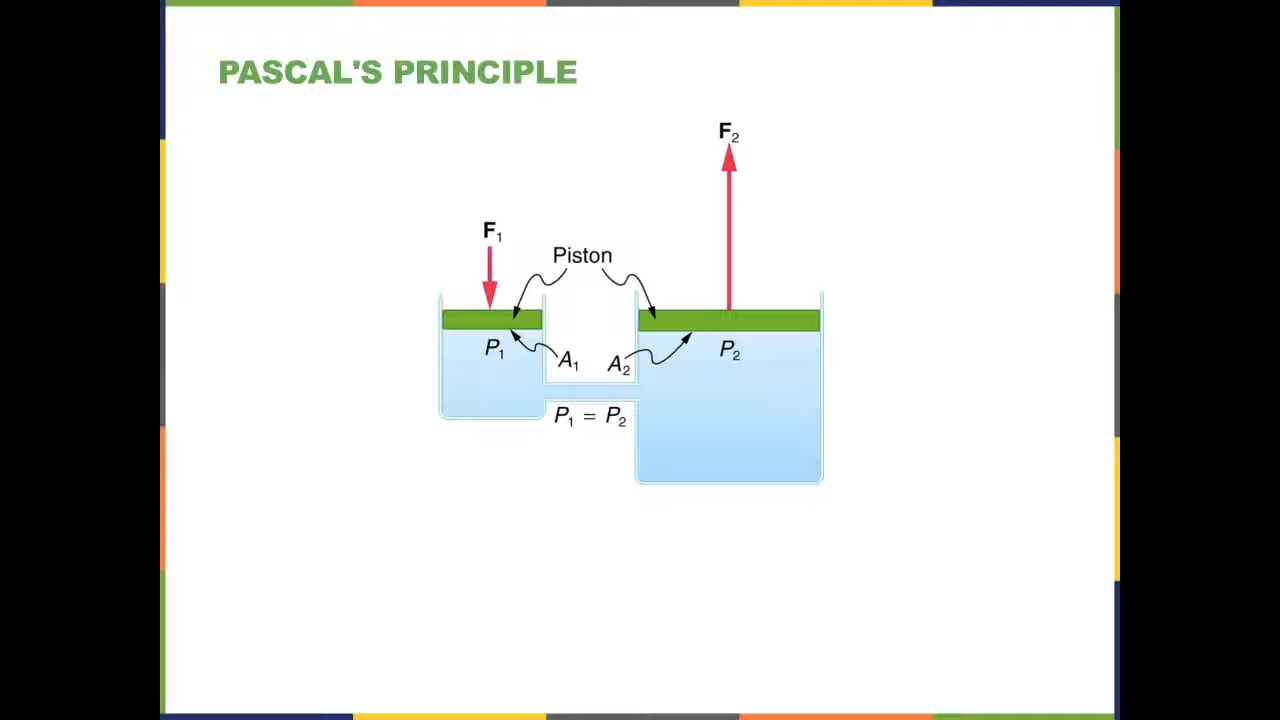 PASCAL'S PRINCIPLE
F₂
F₁
Piston
P₁
A₁
A₂
P₂
P₁ = P₂